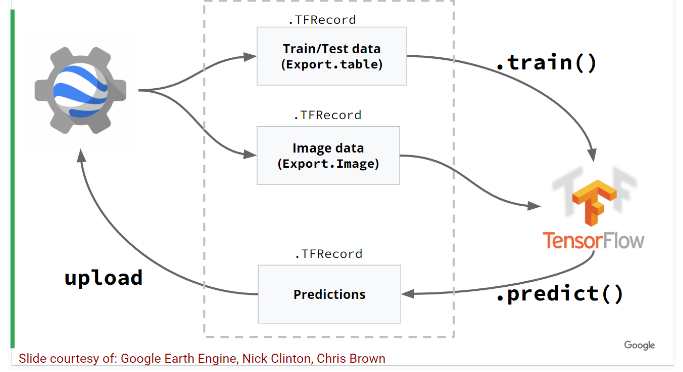 .TFRecord
Train/Test data
(Export.table)
.train()
.TFRecord
Image data
(Export.Image)
TF
TensorFlow
.TFRecord
upload
Predictions
.predict()
Google
Slide courtesy of: Google Earth Engine, Nick Clinton, Chris Brown